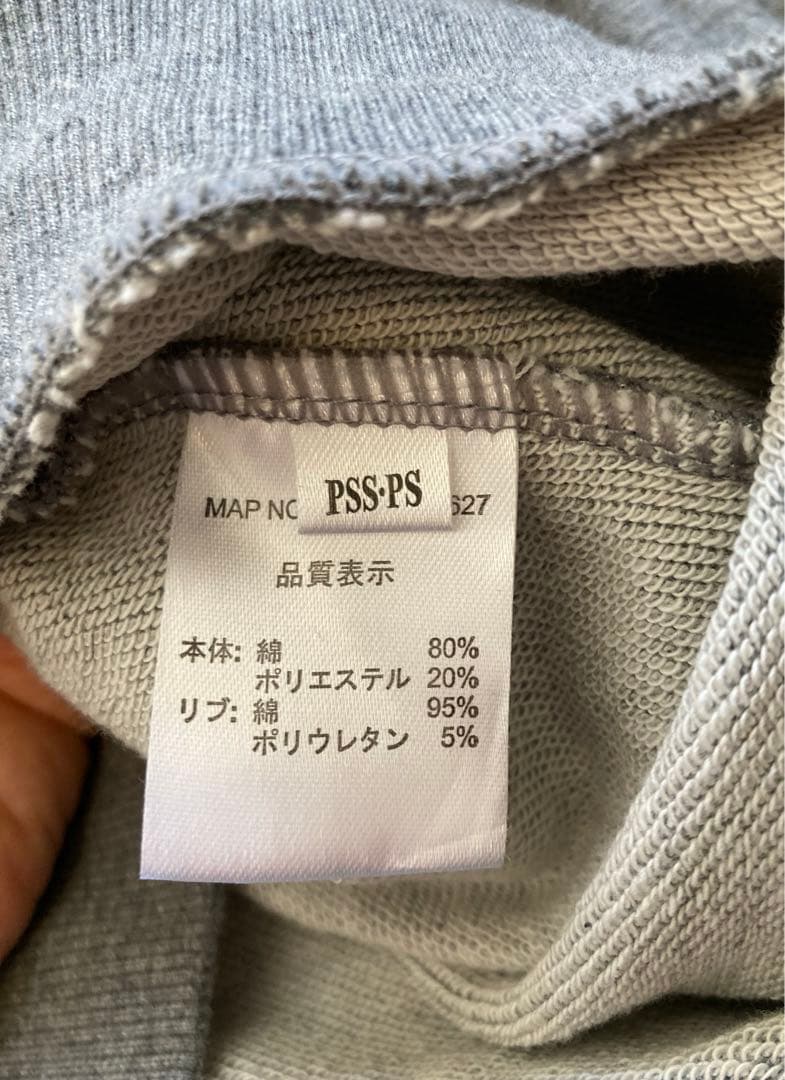 PSS·PS
MAP NO 627
品質表示
本体: 綿 80%
ポリエステル 20%
リブ: 綿 95%
ポリウレタン 5%